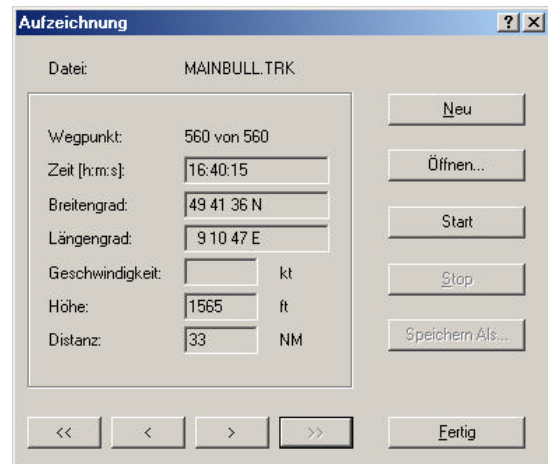 Aufzeichnung ? ×
Datei: MAINBULL.TRK
Neu
Wegpunkt: 560 von 560
Zeit [h:m:s]: 16:40:15
Öffnen...
Breitengrad: 49 41 36 N
Längengrad: 9 10 47 E
Start
Geschwindigkeit: kt
Stop
Höhe: 1565 ft
Distanz: 33 NM
Speichern Als...
<< < > >> Fertig